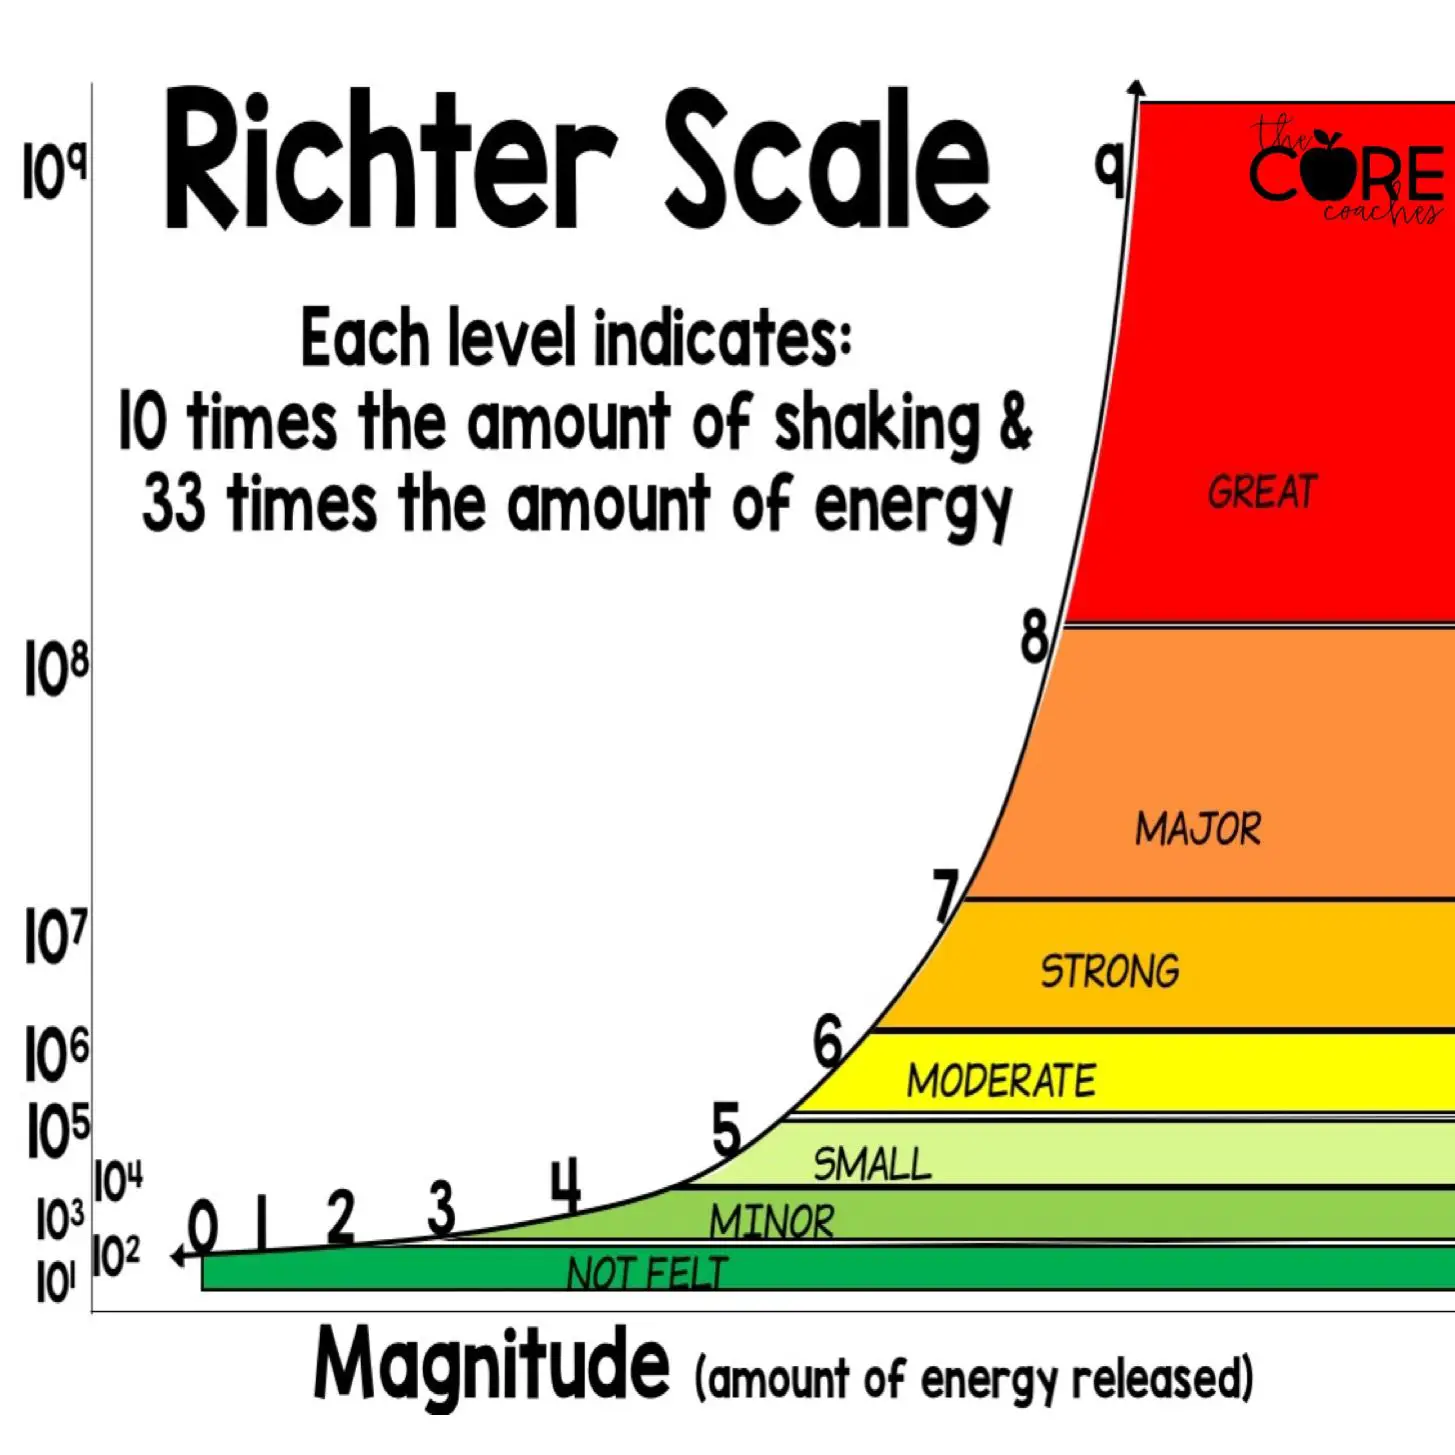 Richter Scale
Each level indicates:
10 times the amount of shaking &
33 times the amount of energy
the
CORE
coaches
10⁹
10⁸
10⁷
10⁶
10⁵
10⁴
10³
10²
10¹
9
8
7
6
5
4
3
2
1
0
GREAT
MAJOR
STRONG
MODERATE
SMALL
MINOR
NOT FELT
Magnitude (amount of energy released)